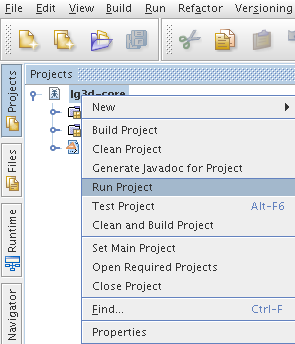 File Edit View Build Run Refactor Versioning
Projects
Projects
Files
Runtime
Navigator
lg3d-core
New
Build Project
Clean Project
Generate Javadoc for Project
Run Project
Test Project Alt-F6
Clean and Build Project
Set Main Project
Open Required Projects
Close Project
Find... Ctrl-F
Properties